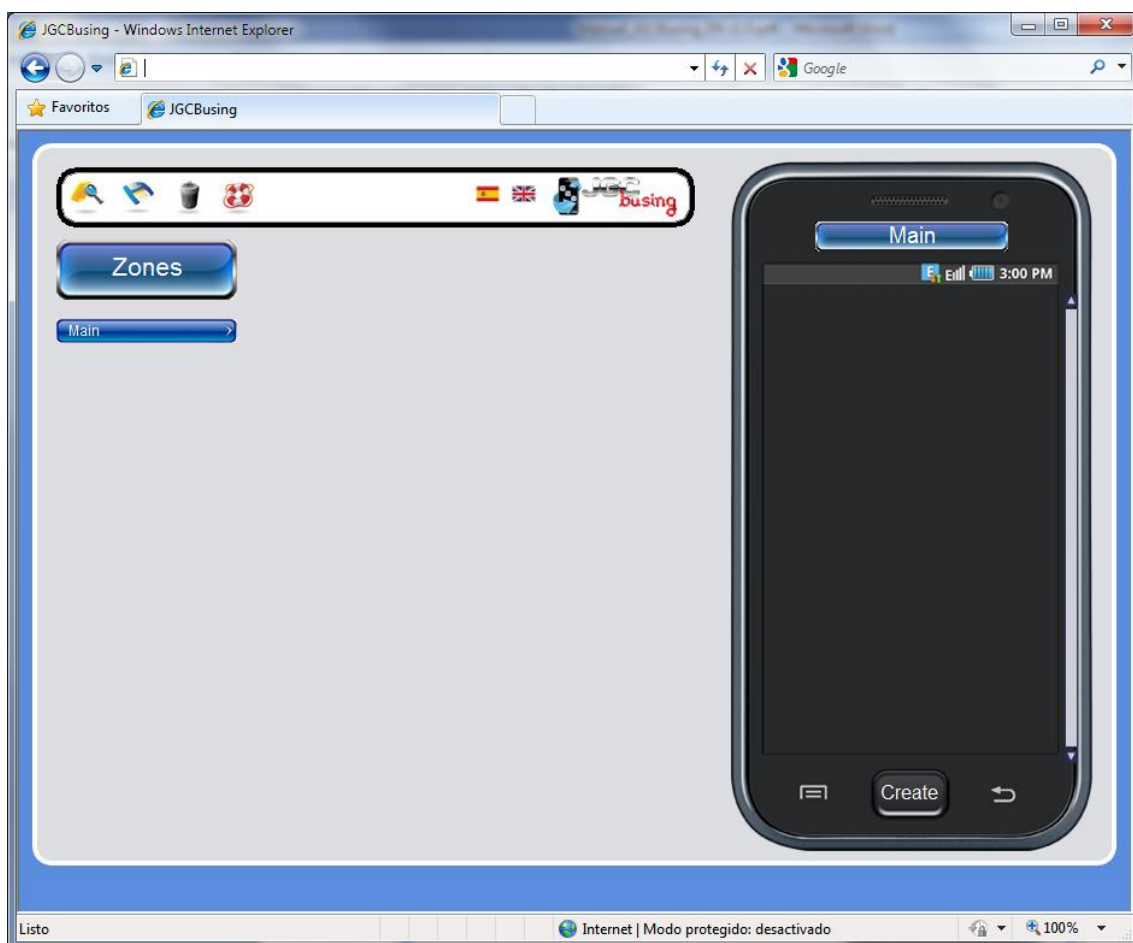 JGCBusing - Windows Internet Explorer
Google
Favoritos
JGCBusing
JGC
busing
Zones
Main
Main
E
3:00 PM
Create
Listo
Internet | Modo protegido: desactivado
100%